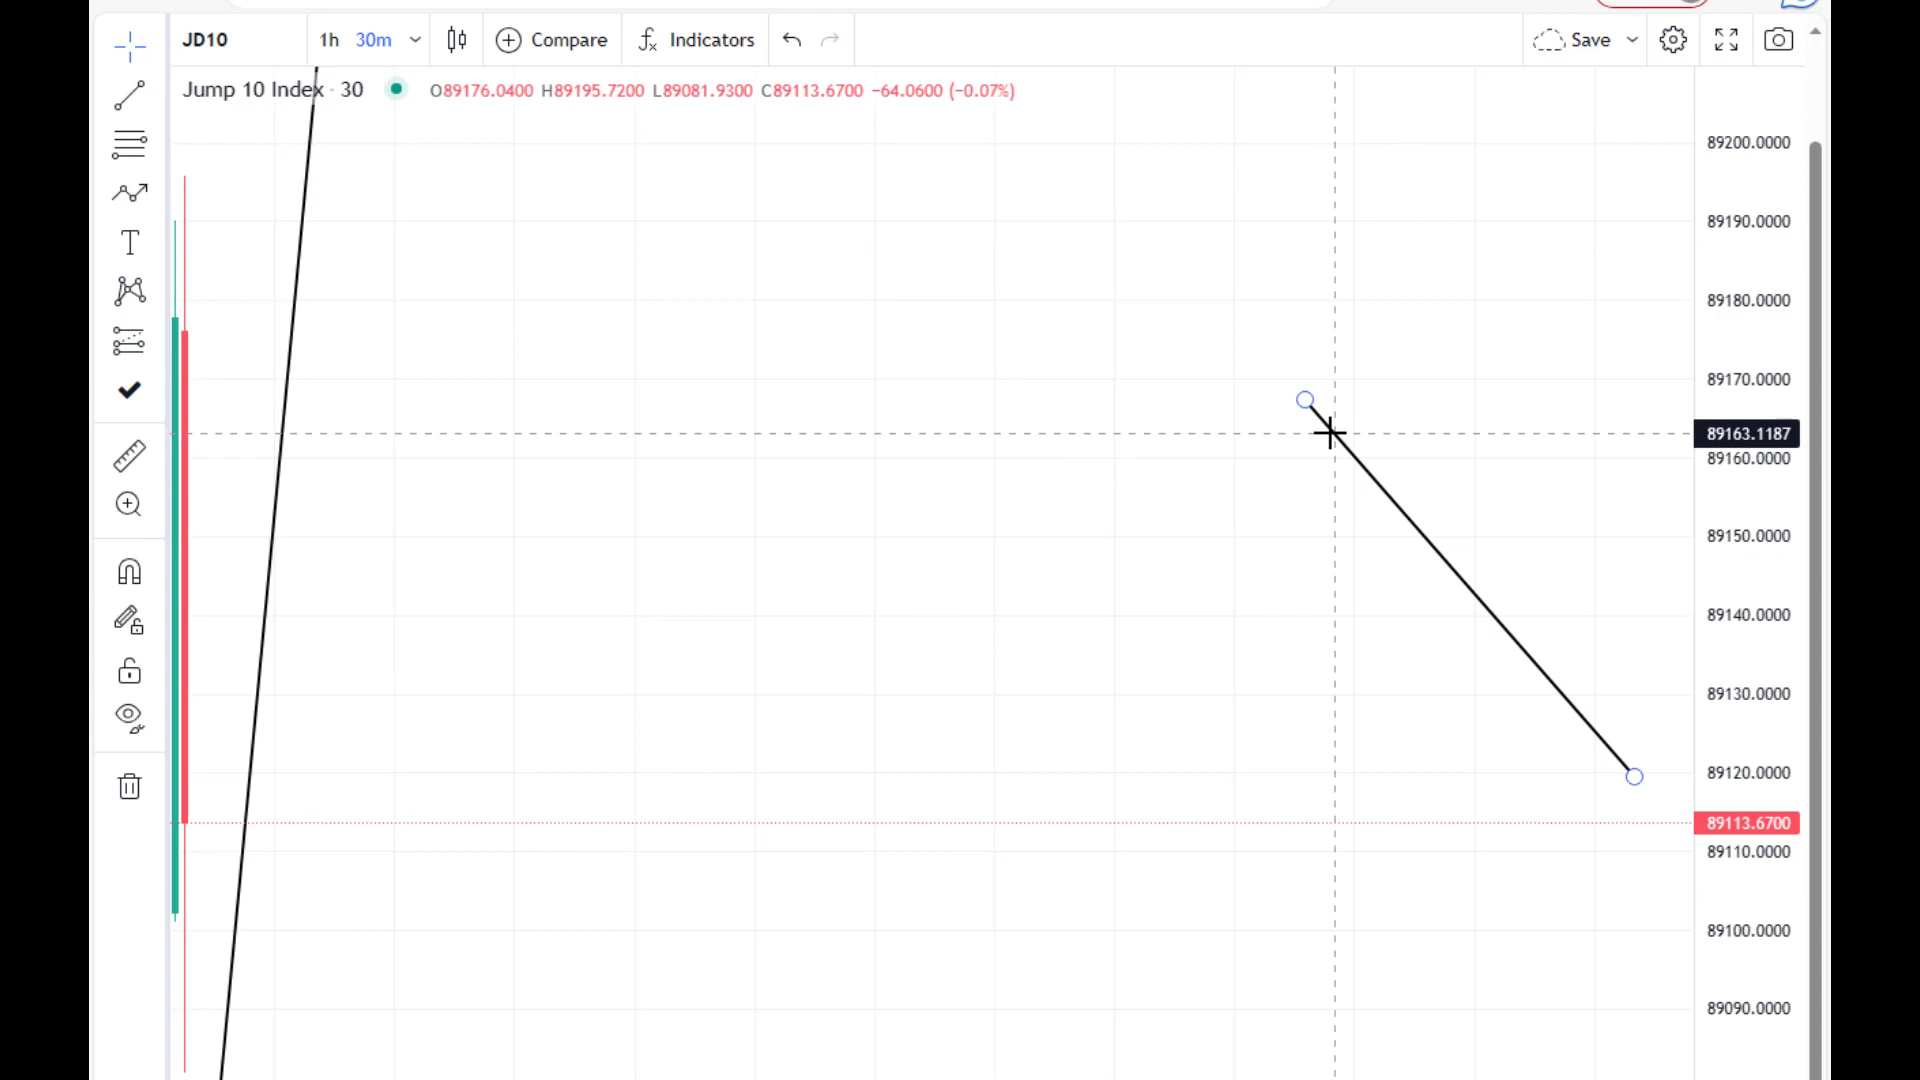 JD10
1h 30m
Compare
Indicators
Save
Jump 10 Index · 30
O89176.0400 H89195.7200 L89081.9300 C89113.6700 −64.0600 (−0.07%)
89200.0000
89190.0000
89180.0000
89170.0000
89163.1187
89160.0000
89150.0000
89140.0000
89130.0000
89120.0000
89113.6700
89110.0000
89100.0000
89090.0000